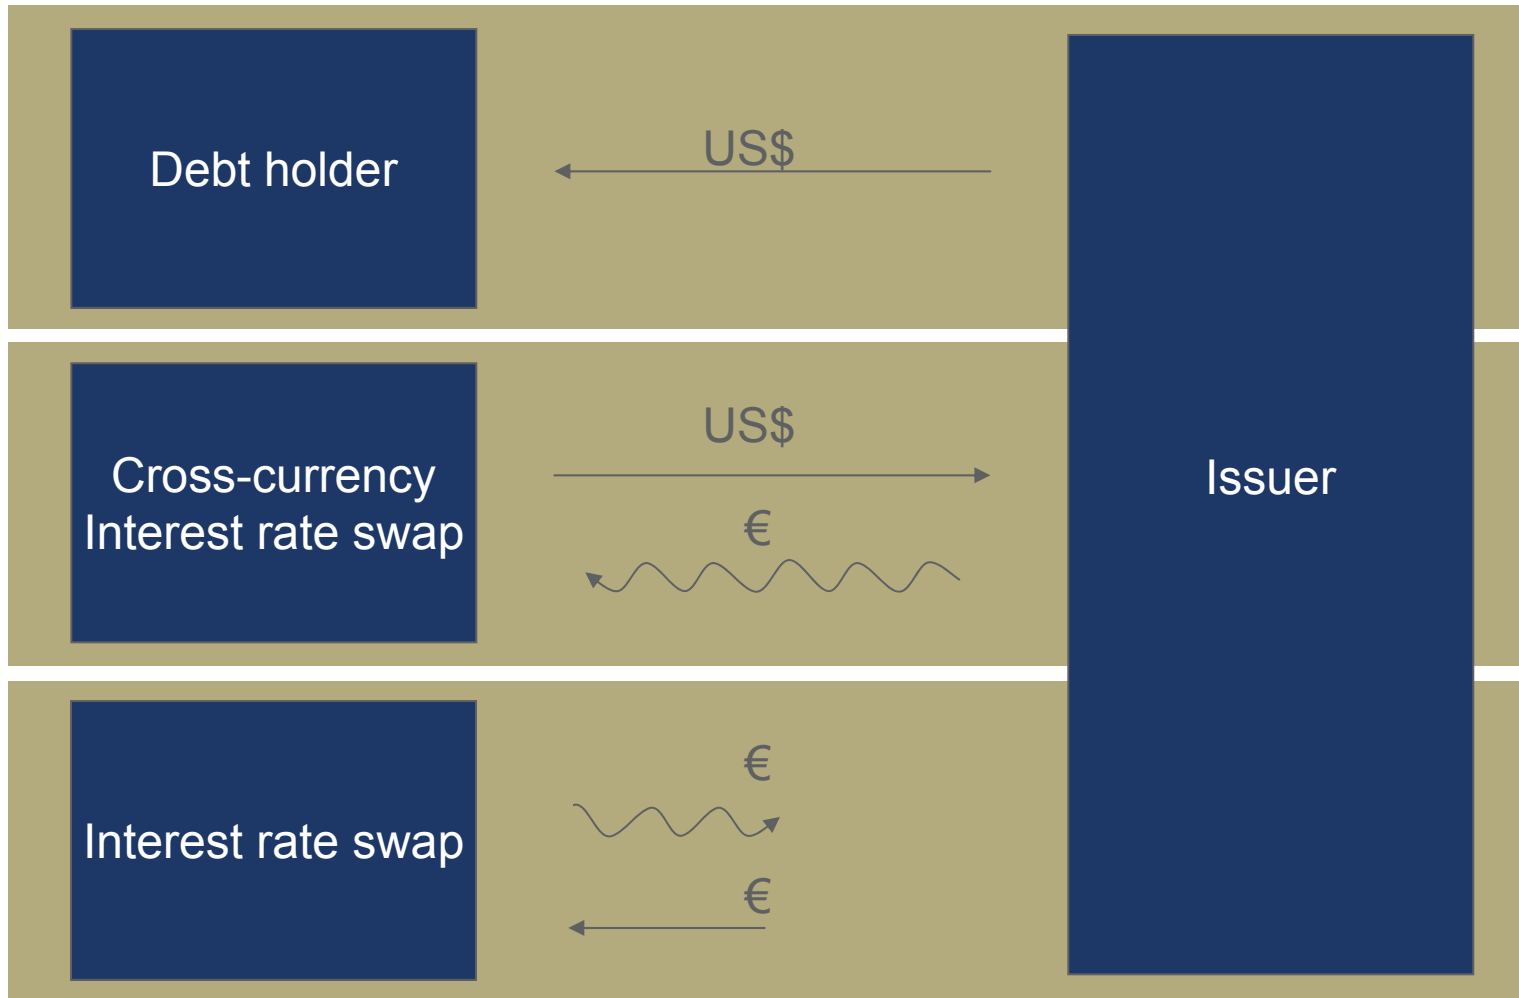 Debt holder
US$
Cross-currency
Interest rate swap
US$
€
Issuer
Interest rate swap
€
€